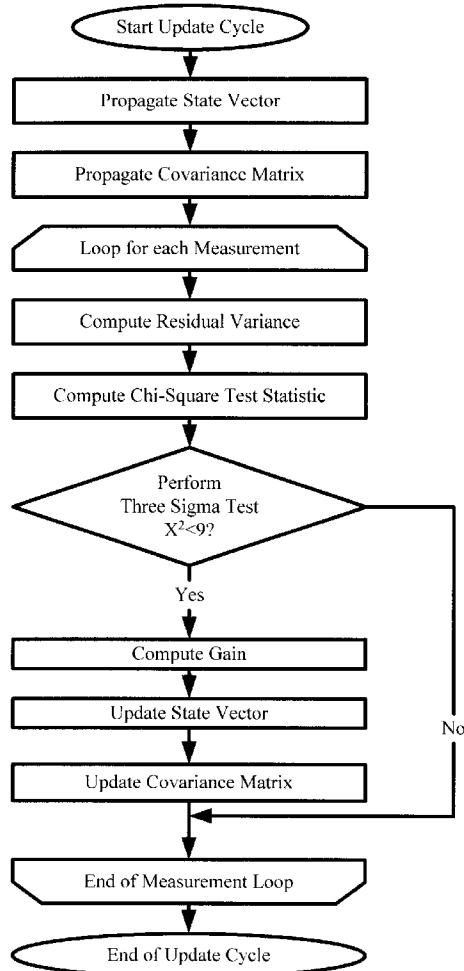 Start Update Cycle
Propagate State Vector
Propagate Covariance Matrix
Loop for each Measurement
Compute Residual Variance
Compute Chi-Square Test Statistic
Perform
Three Sigma Test
X²<9?
Yes
Compute Gain
Update State Vector
No
Update Covariance Matrix
End of Measurement Loop
End of Update Cycle